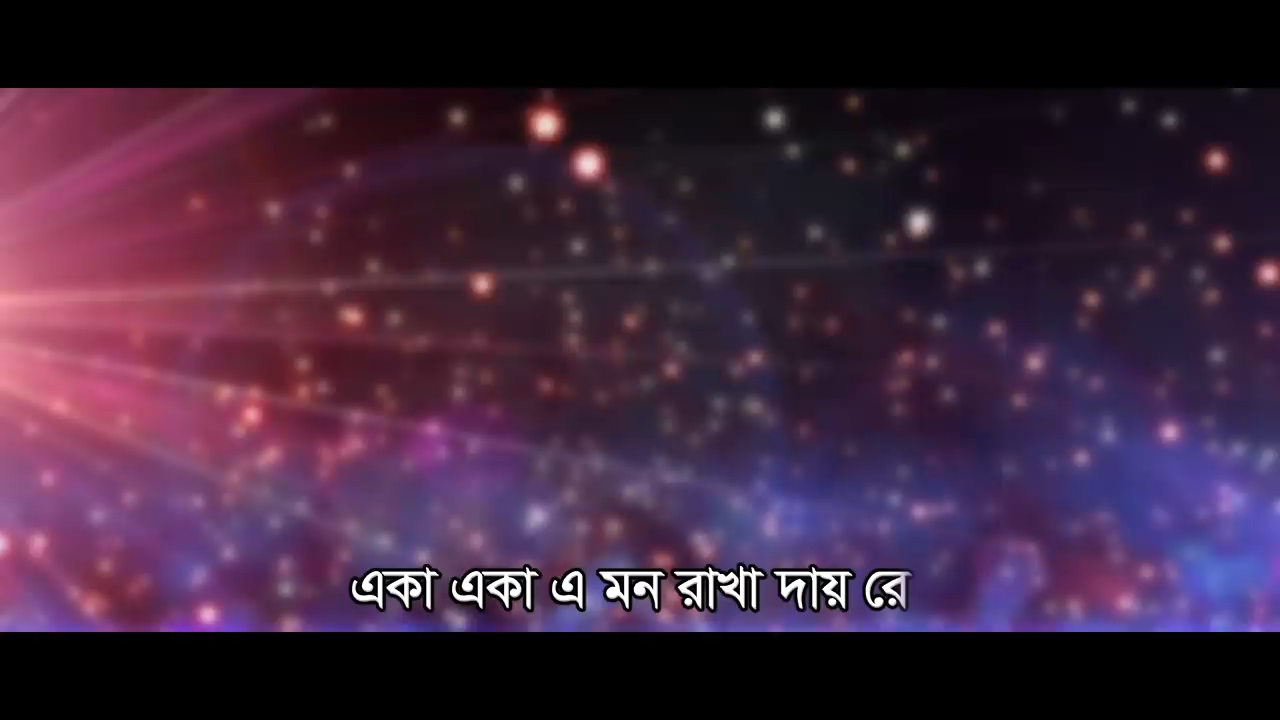 একা একা এ মন রাখা দায় রে